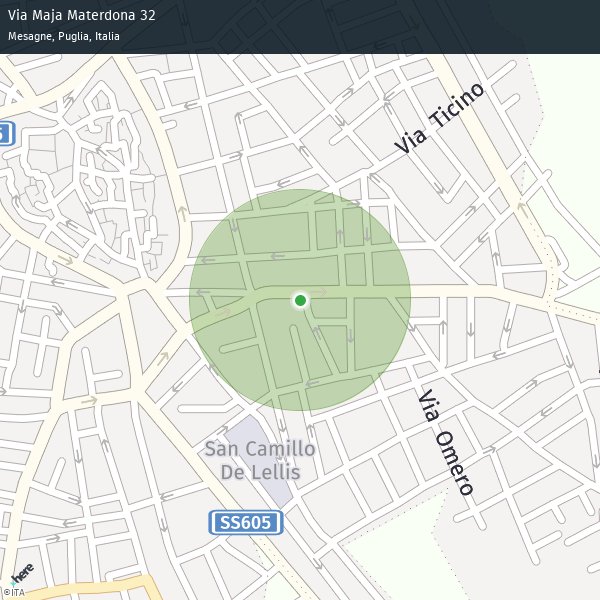 Via Maja Materdona 32
Mesagne, Puglia, Italia
Via Ticino
Via Omero
San Camillo
De Lellis
SS605
here
©ITA